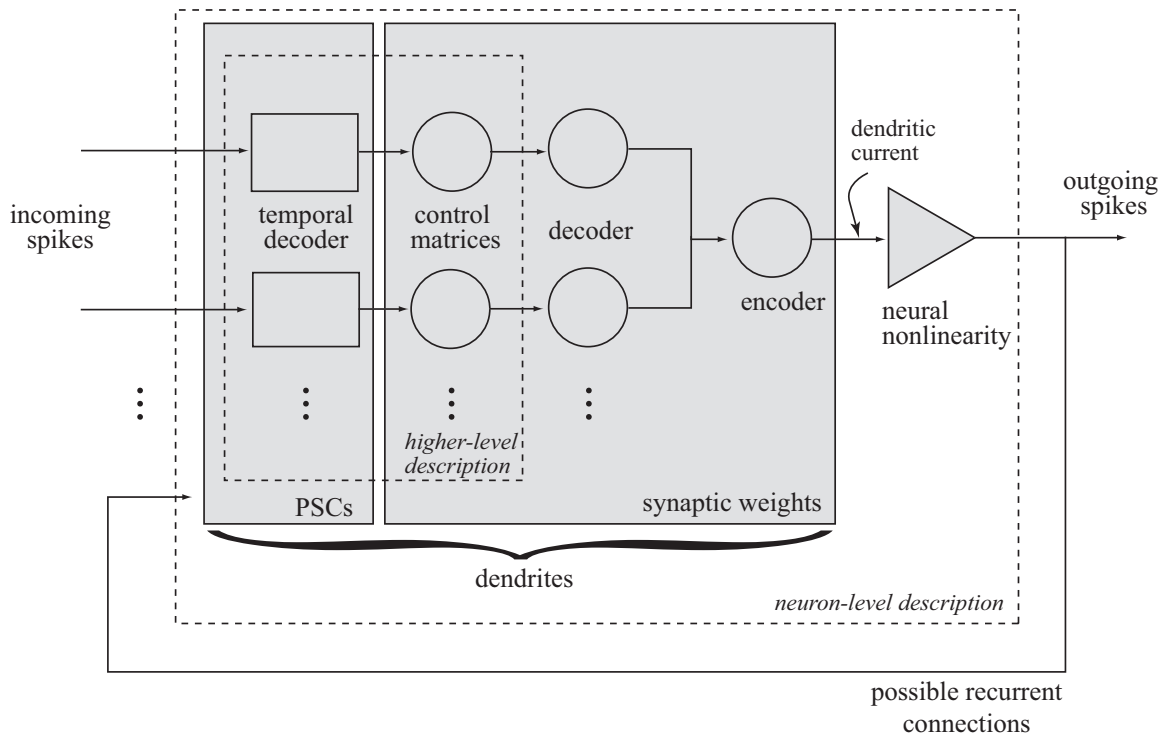 dendritic
current
outgoing
spikes
incoming
spikes
temporal
decoder
control
matrices
decoder
encoder
neural
nonlinearity
higher-level
description
PSCs
synaptic weights
dendrites
neuron-level description
possible recurrent
connections